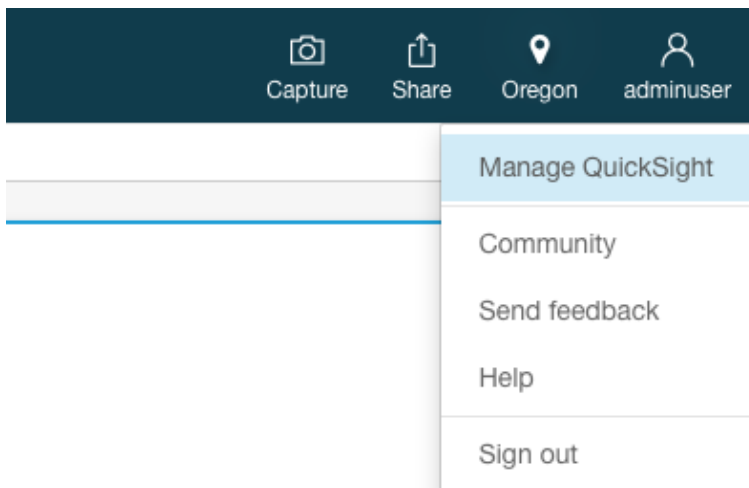 Capture Share Oregon adminuser
Manage QuickSight
Community
Send feedback
Help
Sign out